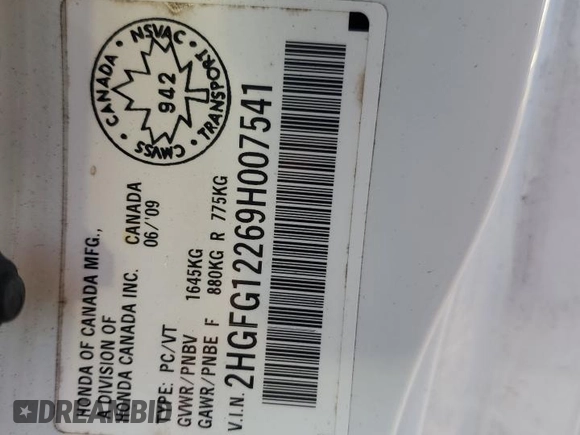 HONDA OF CANADA MFG.,
A DIVISION OF
HONDA CANADA INC. CANADA
06/'09
TYPE: PC/VT
GVWR/PNBV 1645KG
GAWR/PNBE F 880KG R 775KG
V.I.N. 2HGFG12269H007541
CANADA • NSVAC • TRANSPORT • CMVSS •
942
DREAMBID